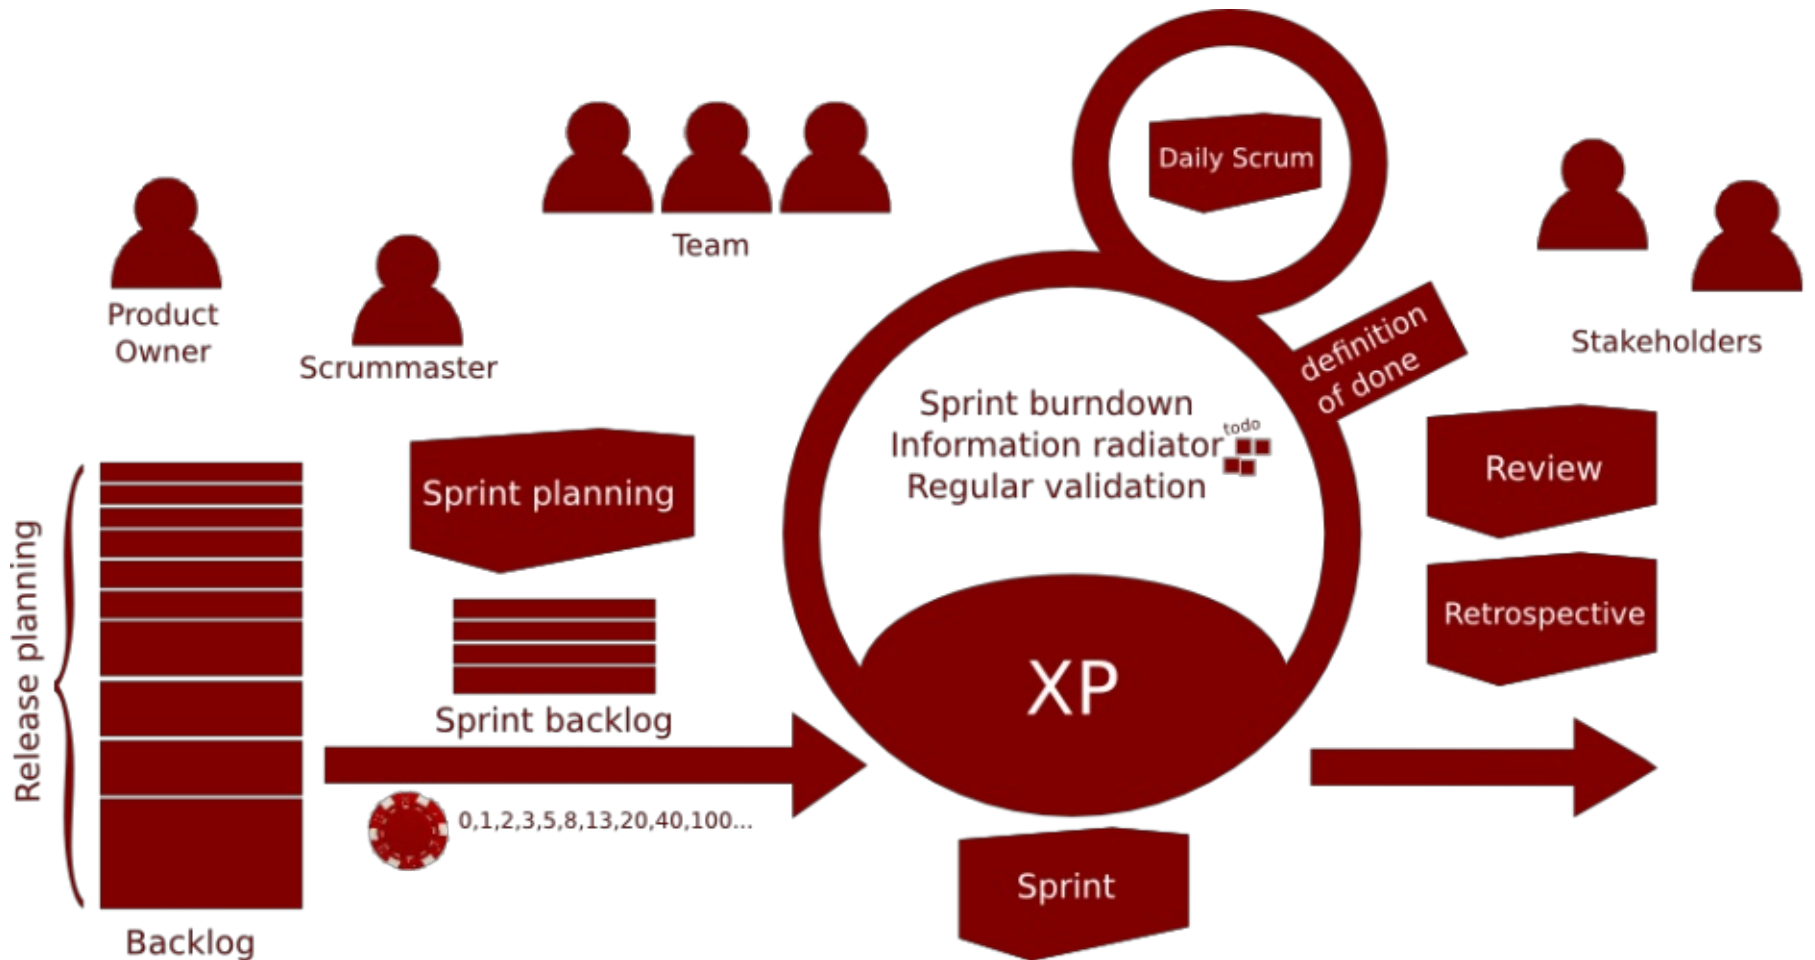 Daily Scrum
Team
Product
Owner
Scrummaster
Stakeholders
definition
of done
Sprint burndown
Information radiator
todo
Regular validation
Sprint planning
Review
Release planning
Retrospective
XP
Sprint backlog
0,1,2,3,5,8,13,20,40,100...
Sprint
Backlog